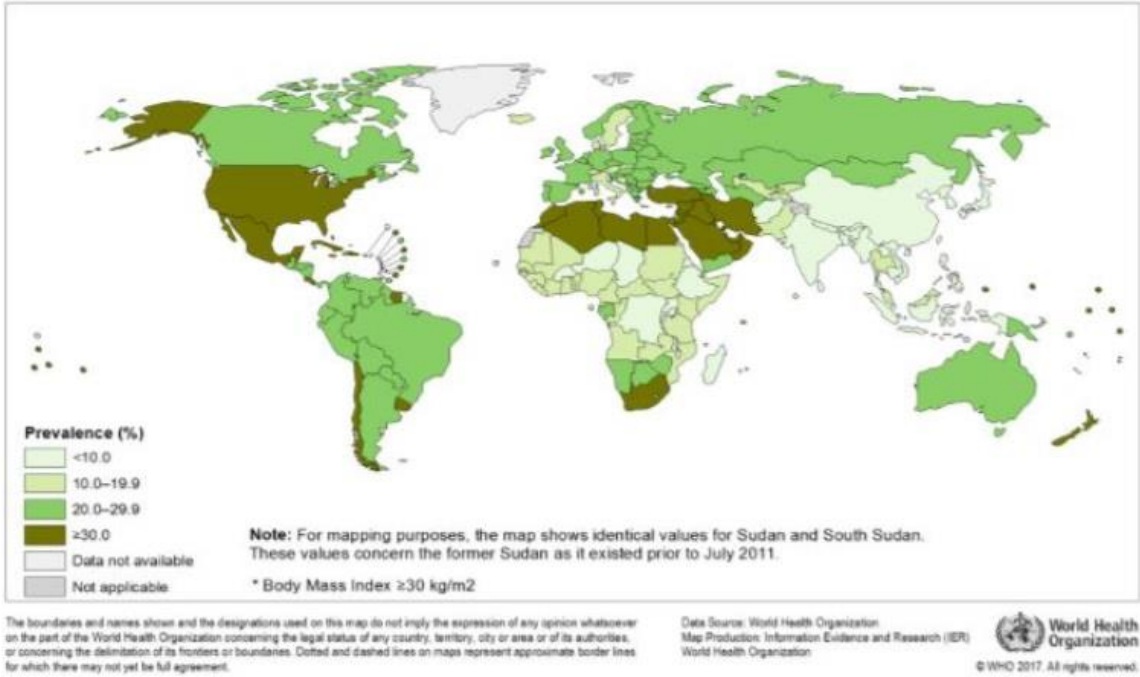 Prevalence (%)
<10.0
10.0–19.9
20.0–29.9
≥30.0
Data not available
Not applicable
Note: For mapping purposes, the map shows identical values for Sudan and South Sudan.
These values concern the former Sudan as it existed prior to July 2011.
* Body Mass Index ≥30 kg/m2
The boundaries and names shown and the designations used on this map do not imply the expression of any opinion whatsoever
on the part of the World Health Organization concerning the legal status of any country, territory, city or area or of its authorities,
or concerning the delimitation of its frontiers or boundaries. Dotted and dashed lines on maps represent approximate border lines
for which there may not yet be full agreement.
Data Source: World Health Organization
Map Production: Information Evidence and Research (IER)
World Health Organization
World Health
Organization
© WHO 2017. All rights reserved.